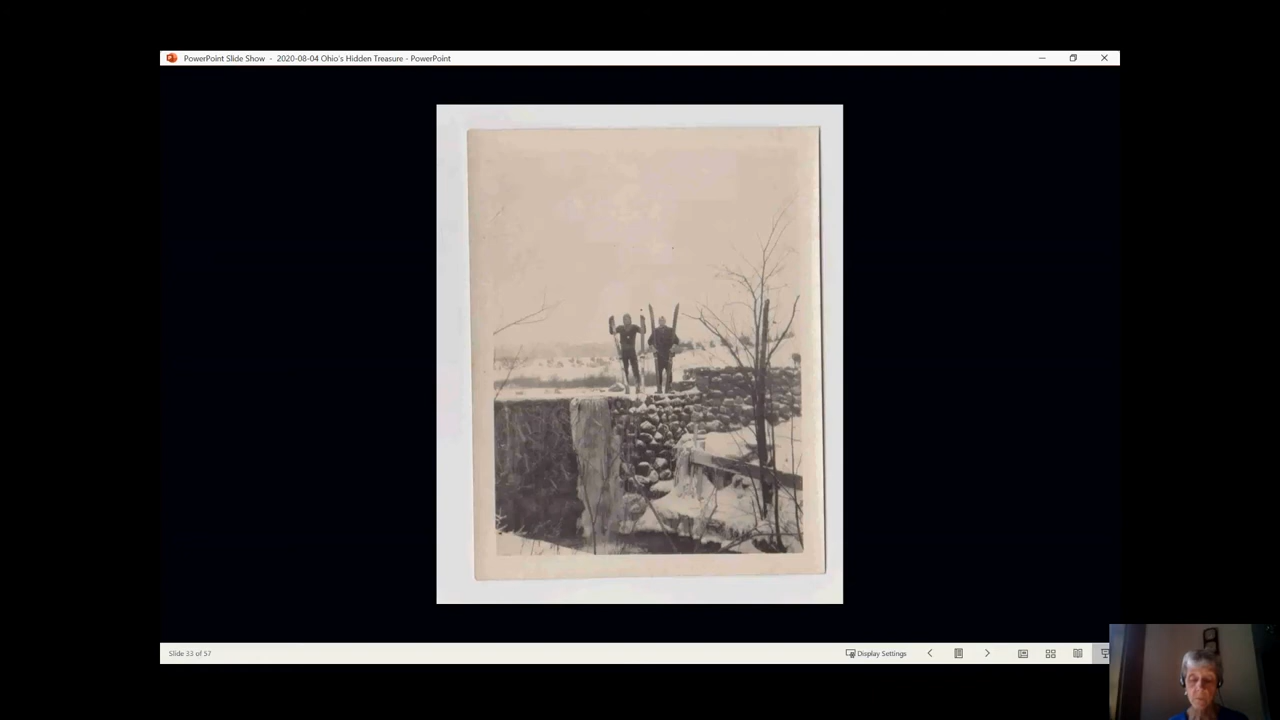 PowerPoint Slide Show - 2020-08-04 Ohio's Hidden Treasure - PowerPoint
Slide 33 of 57
Display Settings